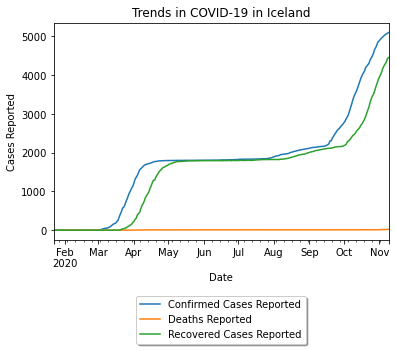 Trends in COVID-19 in Iceland
Cases Reported
5000
4000
3000
2000
1000
0
Feb Mar Apr May Jun Jul Aug Sep Oct Nov
2020
Date
Confirmed Cases Reported
Deaths Reported
Recovered Cases Reported